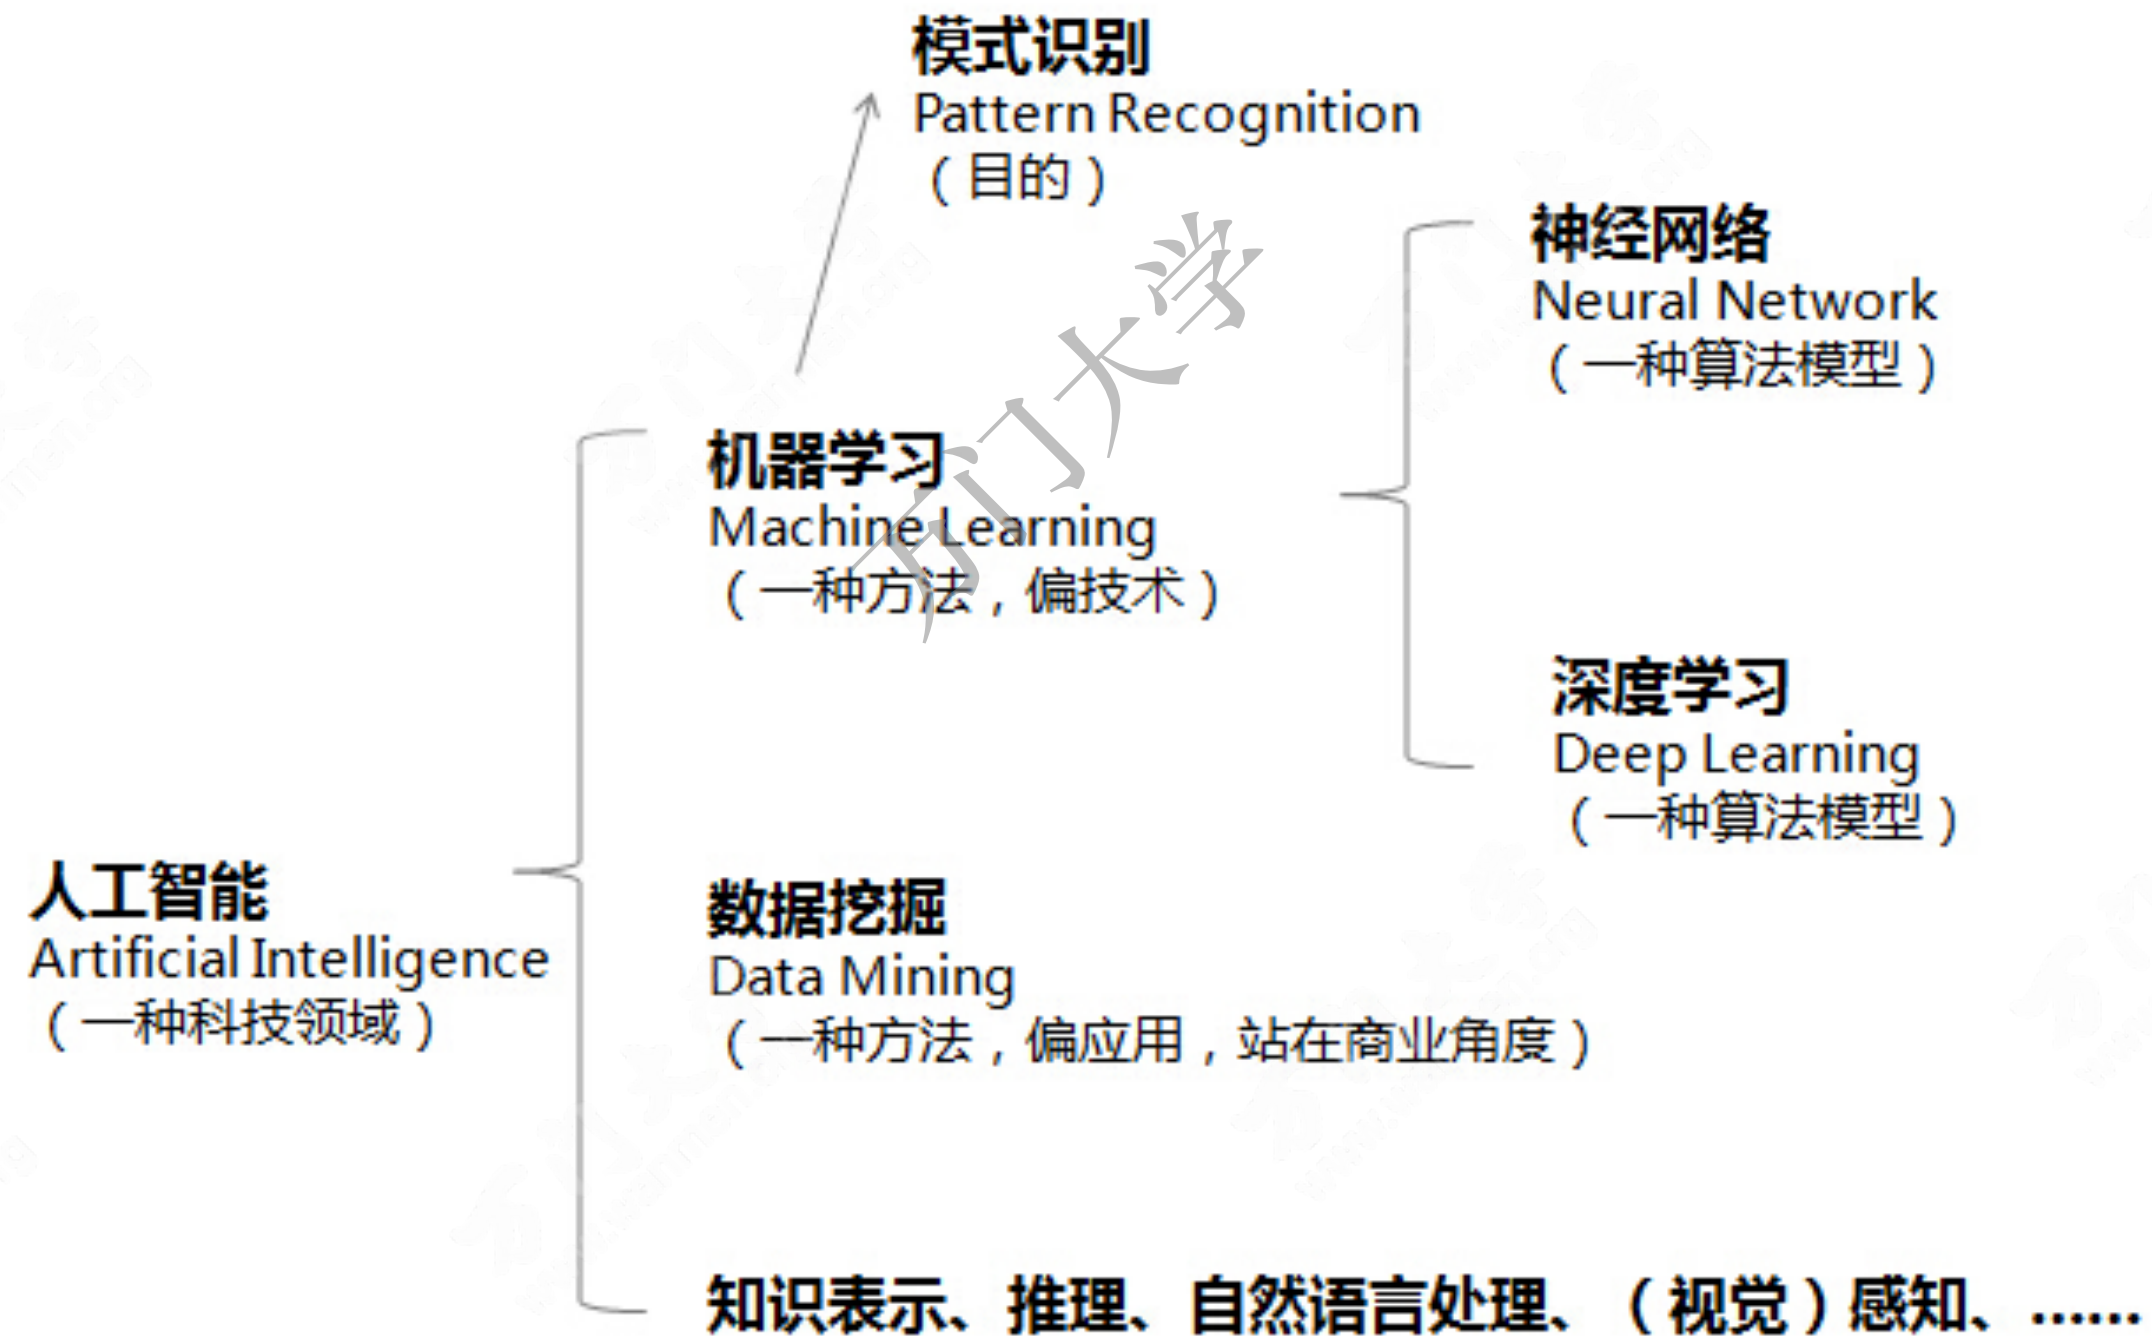 模式识别
Pattern Recognition
（目的）
神经网络
Neural Network
（一种算法模型）
机器学习
Machine Learning
（一种方法，偏技术）
万门大学
深度学习
Deep Learning
（一种算法模型）
人工智能
Artificial Intelligence
（一种科技领域）
数据挖掘
Data Mining
（一种方法，偏应用，站在商业角度）
知识表示、推理、自然语言处理、（视觉）感知、……